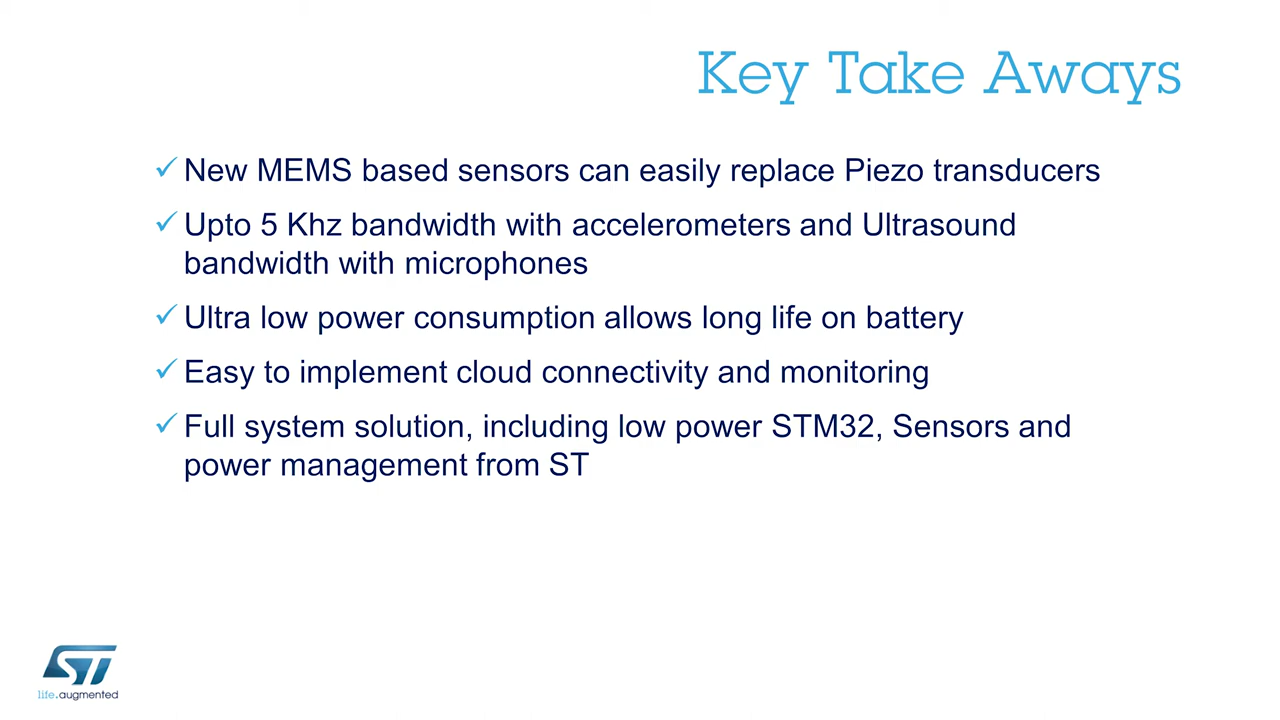 Key Take Aways
✓ New MEMS based sensors can easily replace Piezo transducers
✓ Upto 5 Khz bandwidth with accelerometers and Ultrasound
bandwidth with microphones
✓ Ultra low power consumption allows long life on battery
✓ Easy to implement cloud connectivity and monitoring
✓ Full system solution, including low power STM32, Sensors and
power management from ST
ST
life.augmented